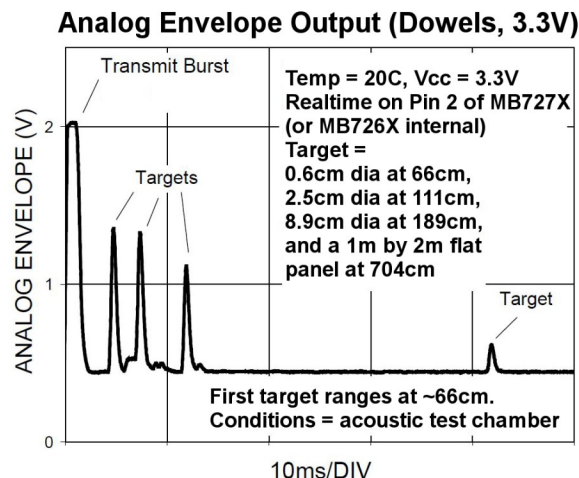 Analog Envelope Output (Dowels, 3.3V)
Transmit Burst
Temp = 20C, Vcc = 3.3V
Realtime on Pin 2 of MB727X
(or MB726X internal)
Target =
0.6cm dia at 66cm,
2.5cm dia at 111cm,
8.9cm dia at 189cm,
and a 1m by 2m flat
panel at 704cm
Targets
Target
First target ranges at ~66cm.
Conditions = acoustic test chamber
ANALOG ENVELOPE (V)
2
1
0
10ms/DIV